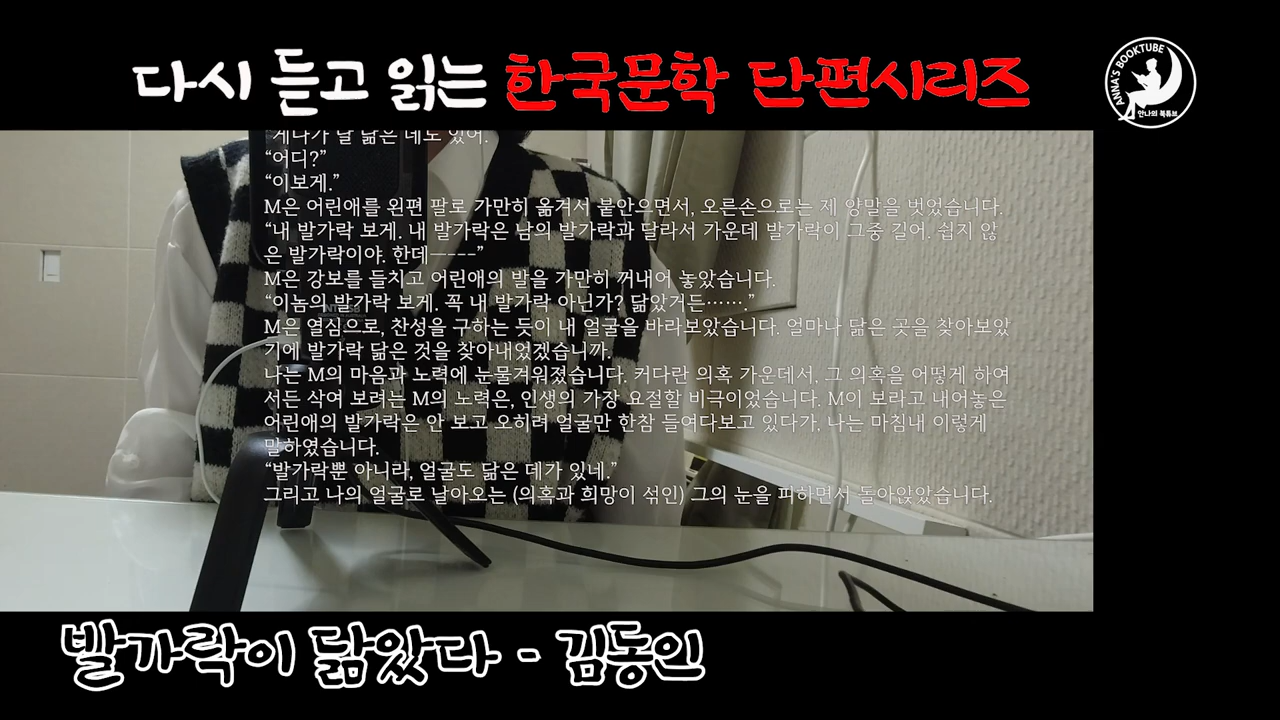 다시 듣고 읽는 한국문학 단편시리즈
ANNA'S BOOKTUBE
안나의 북튜브
“게다가 날 닮은 데도 있어.
“어디?”
“이보게.”
M은 어린애를 왼편 팔로 가만히 옮겨서 붙안으면서, 오른손으로는 제 양말을 벗었습니다.
“내 발가락 보게. 내 발가락은 남의 발가락과 달라서 가운데 발가락이 그중 길어. 쉽지 않
은 발가락이야. 한데─---”
M은 강보를 들치고 어린애의 발을 가만히 꺼내어 놓았습니다.
“이놈의 발가락 보게. 꼭 내 발가락 아닌가? 닮았거든…….”
M은 열심으로, 찬성을 구하는 듯이 내 얼굴을 바라보았습니다. 얼마나 닮은 곳을 찾아보았
기에 발가락 닮은 것을 찾아내었겠습니까.
나는 M의 마음과 노력에 눈물겨워졌습니다. 커다란 의혹 가운데서, 그 의혹을 어떻게 하여
서든 삭여 보려는 M의 노력은, 인생의 가장 요절할 비극이었습니다. M이 보라고 내어놓은
어린애의 발가락은 안 보고 오히려 얼굴만 한참 들여다보고 있다가, 나는 마침내 이렇게
말하였습니다.
“발가락뿐 아니라, 얼굴도 닮은 데가 있네.”
그리고 나의 얼굴로 날아오는 (의혹과 희망이 섞인) 그의 눈을 피하면서 돌아앉았습니다.
발가락이 닮았다 - 김동인